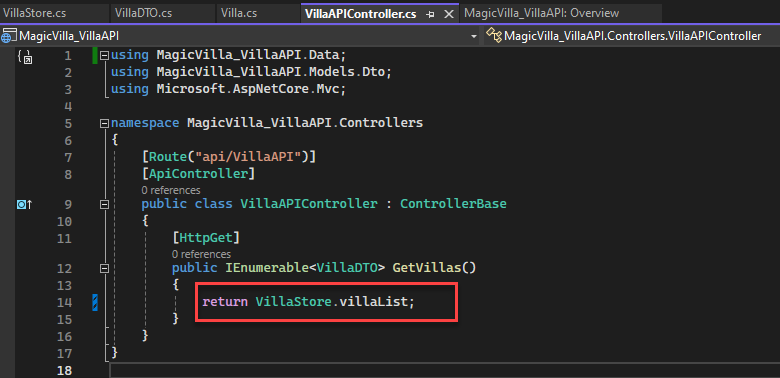 VillaStore.cs VillaDTO.cs Villa.cs VillaAPIController.cs MagicVilla_VillaAPI: Overview
MagicVilla_VillaAPI MagicVilla_VillaAPI.Controllers.VillaAPIController
1 using MagicVilla_VillaAPI.Data;
2 using MagicVilla_VillaAPI.Models.Dto;
3 using Microsoft.AspNetCore.Mvc;
4
5 namespace MagicVilla_VillaAPI.Controllers
6 {
7 [Route("api/VillaAPI")]
8 [ApiController]
0 references
9 public class VillaAPIController : ControllerBase
10 {
11 [HttpGet]
0 references
12 public IEnumerable<VillaDTO> GetVillas()
13 {
14 return VillaStore.villaList;
15 }
16 }
17 }
18